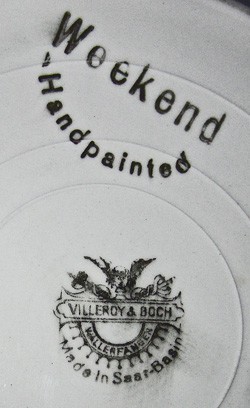 Weekend
- Handpainted
VILLEROY & BOCH
WALLERFANGEN
Made in Saar-Basin